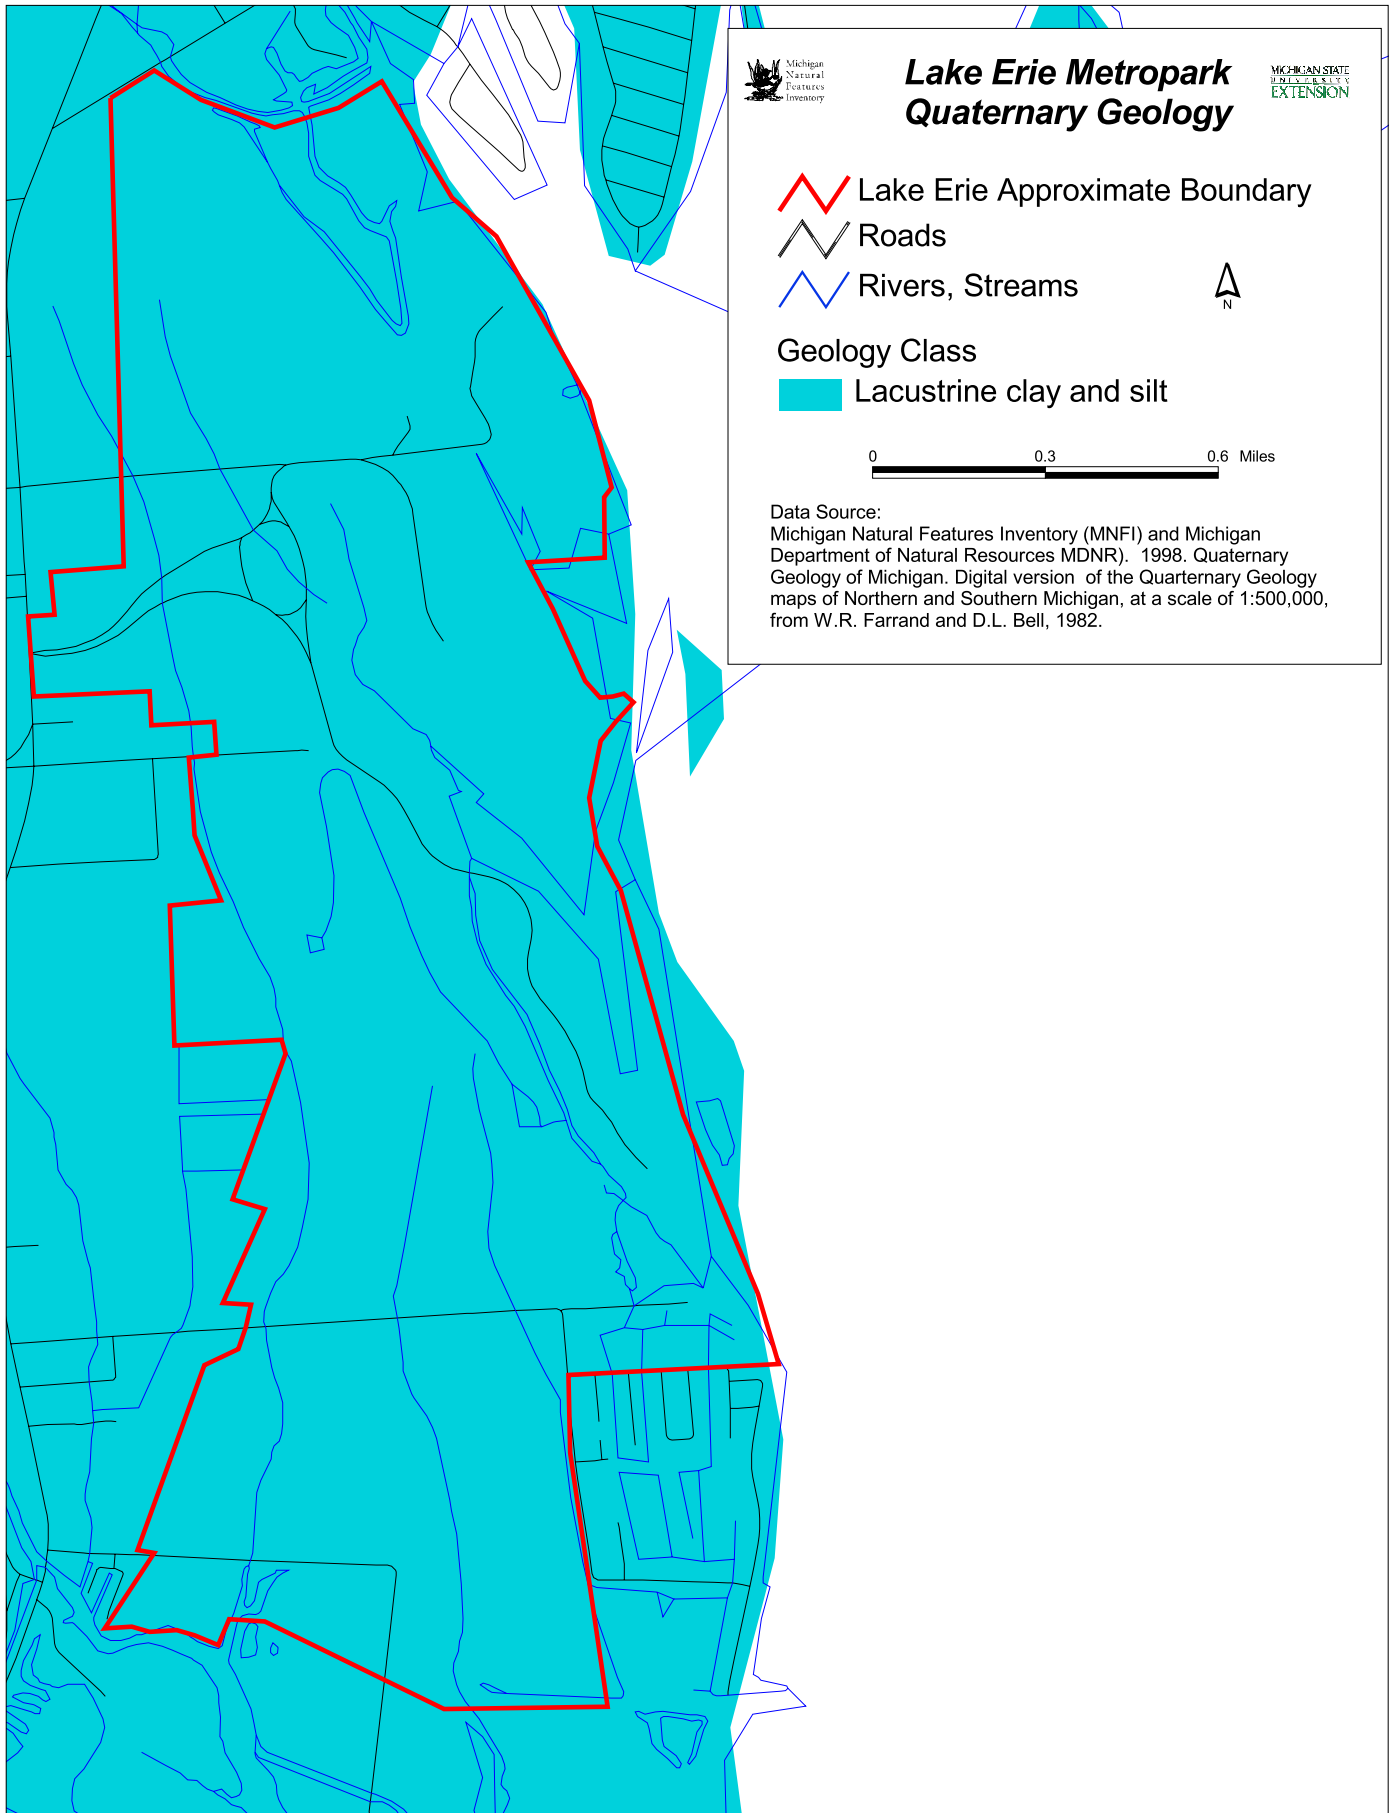 Michigan
Natural
Features
Inventory
Lake Erie Metropark
Quaternary Geology
MICHIGAN STATE
UNIVERSITY
EXTENSION
Lake Erie Approximate Boundary
Roads
Rivers, Streams
N
Geology Class
Lacustrine clay and silt
0 0.3 0.6 Miles
Data Source:
Michigan Natural Features Inventory (MNFI) and Michigan
Department of Natural Resources MDNR).  1998. Quaternary
Geology of Michigan. Digital version  of the Quarternary Geology
maps of Northern and Southern Michigan, at a scale of 1:500,000,
from W.R. Farrand and D.L. Bell, 1982.